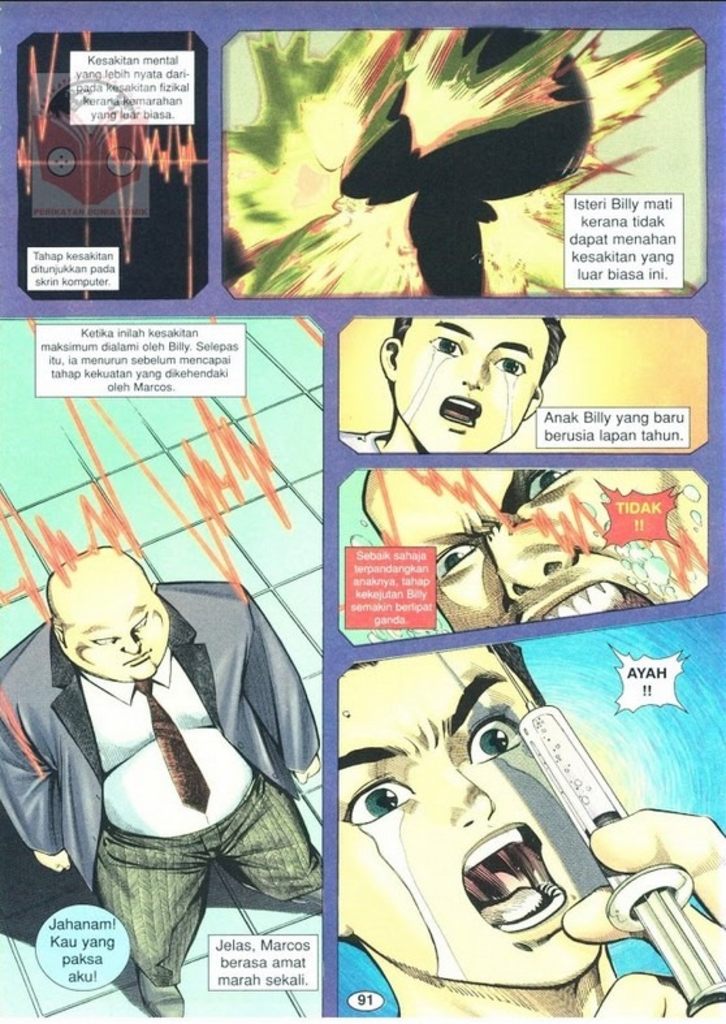 Kesakitan mental
yang lebih nyata dari-
pada kesakitan fizikal
kerana kemarahan
yang luar biasa.
PERIKATAN DUNIA KOMIK
Tahap kesakitan
ditunjukkan pada
skrin komputer.
Isteri Billy mati
kerana tidak
dapat menahan
kesakitan yang
luar biasa ini.
Ketika inilah kesakitan
maksimum dialami oleh Billy. Selepas
itu, ia menurun sebelum mencapai
tahap kekuatan yang dikehendaki
oleh Marcos.
Anak Billy yang baru
berusia lapan tahun.
TIDAK
!!
Sebaik sahaja
terpandangkan
anaknya, tahap
kekejutan Billy
semakin berlipat
ganda.
AYAH
!!
Jahanam!
Kau yang
paksa
aku!
Jelas, Marcos
berasa amat
marah sekali.
91